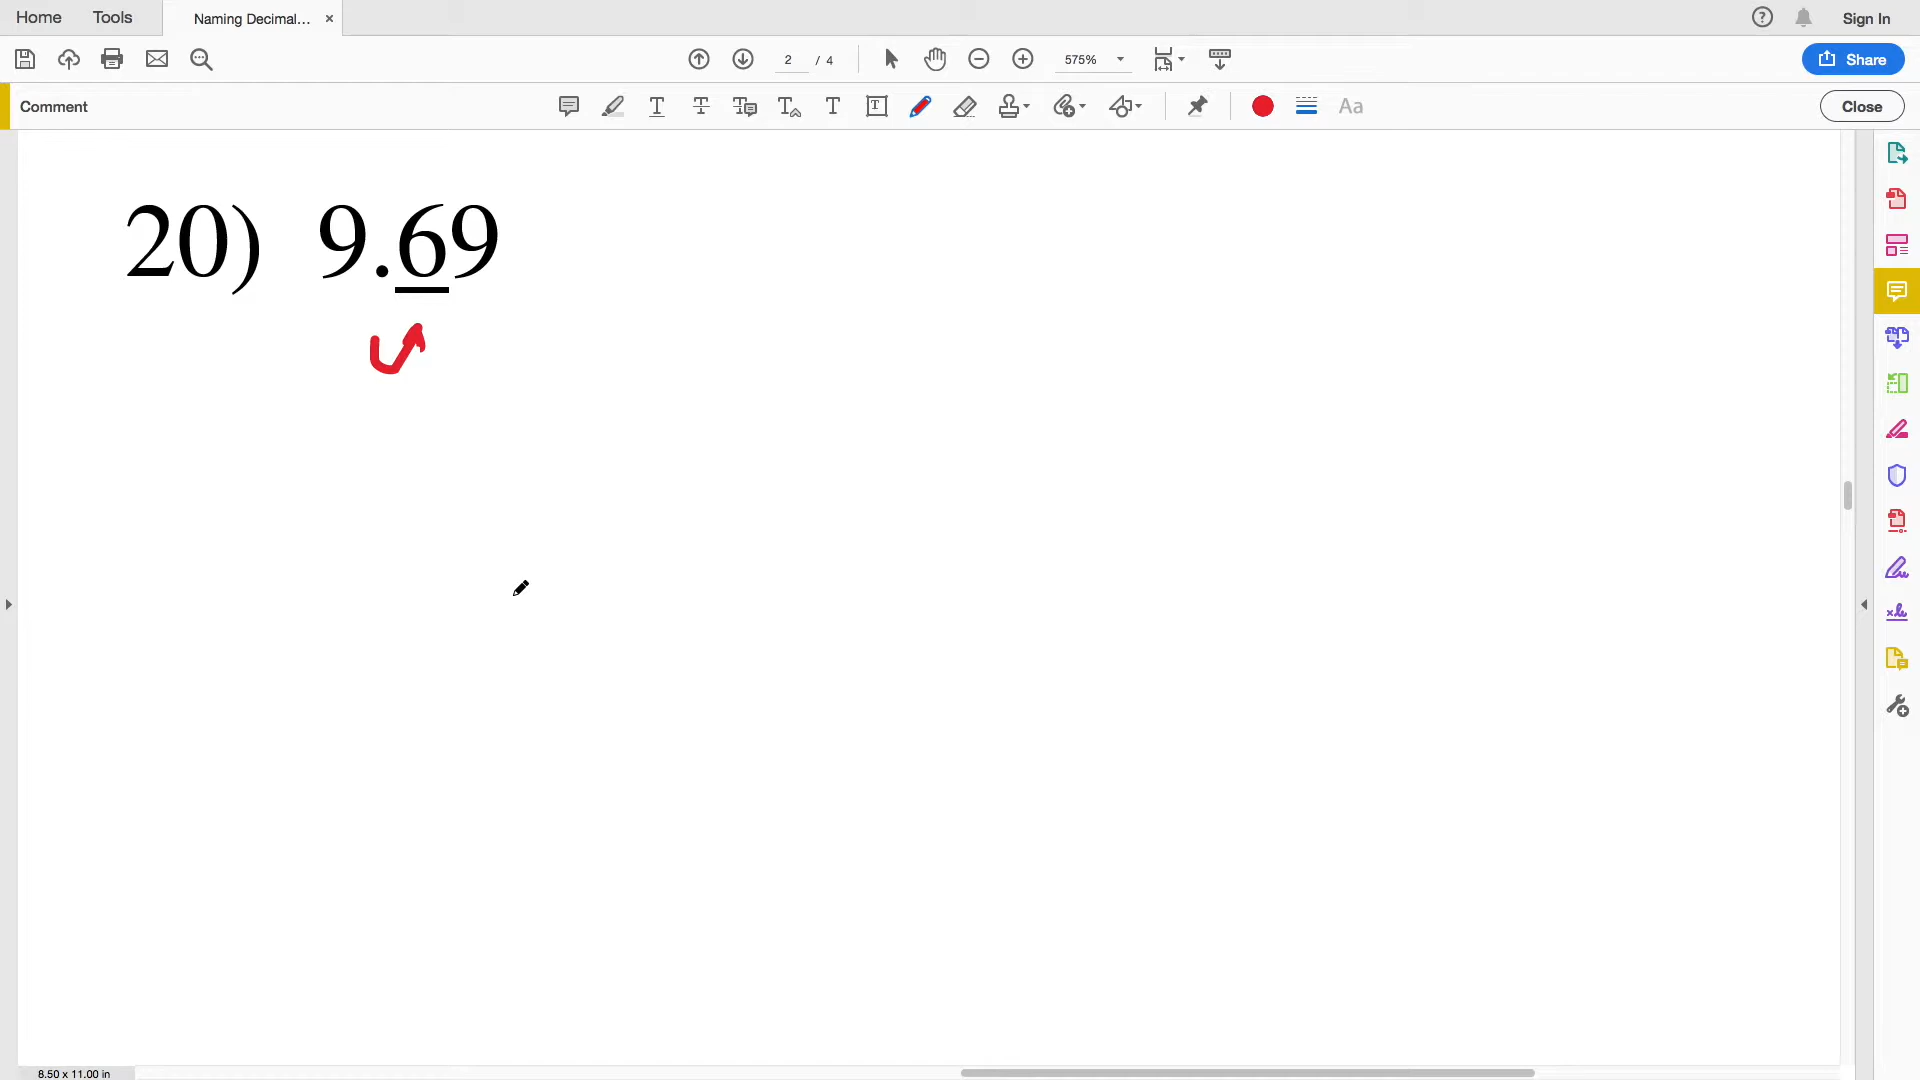 Home Tools Naming Decimal... × Sign In
2 / 4 575% Share
Comment Aa Close
20) 9.69
8.50 x 11.00 in